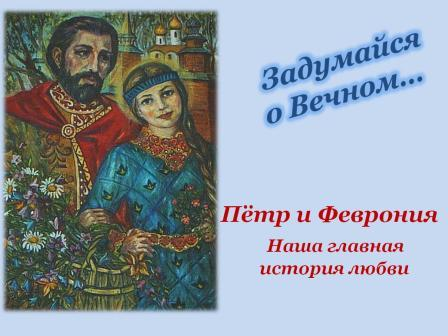 Задумайся
о Вечном...
Пётр и Феврония
Наша главная
история любви